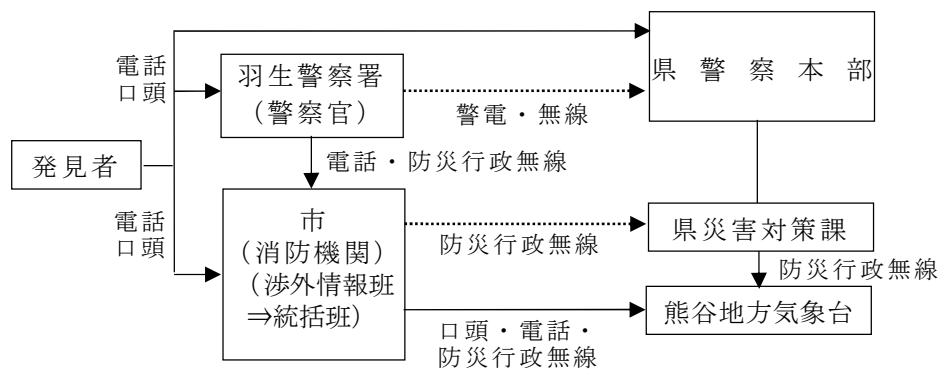 電話
口頭
羽生警察署
（警察官）
県警察本部
警電・無線
発見者
電話・防災行政無線
電話
口頭
市
（消防機関）
（渉外情報班
⇒統括班）
防災行政無線
県災害対策課
防災行政無線
熊谷地方気象台
口頭・電話・
防災行政無線